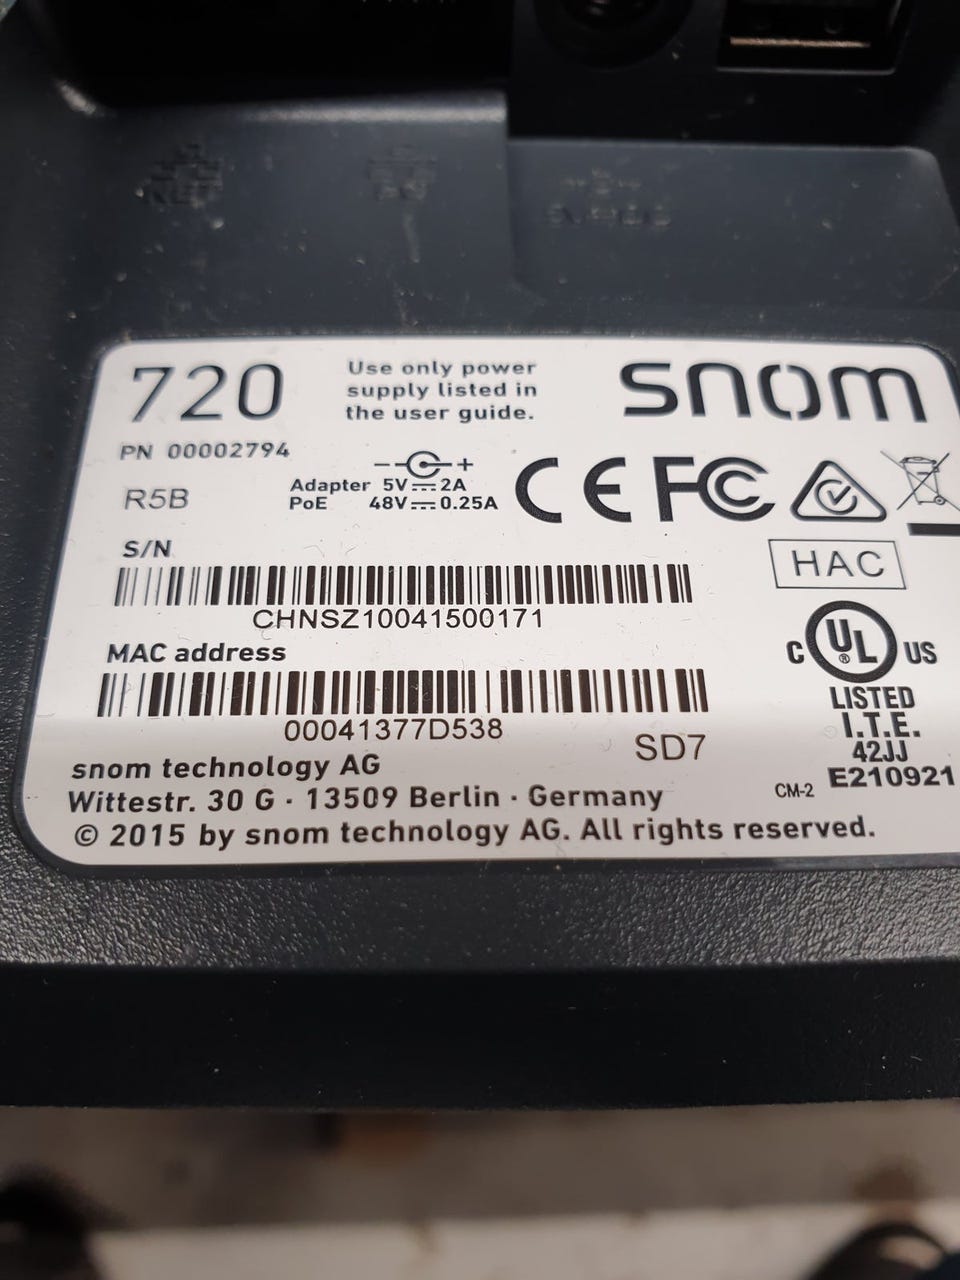 NET
PC
720
Use only power
supply listed in
the user guide.
snom
PN 00002794
R5B
Adapter 5V⎓2A
PoE 48V⎓0.25A
CE FC
HAC
S/N
CHNSZ10041500171
MAC address
00041377D538
SD7
C UL® US
LISTED
I.T.E.
42JJ
CM-2 E210921
snom technology AG
Wittestr. 30 G · 13509 Berlin · Germany
© 2015 by snom technology AG. All rights reserved.